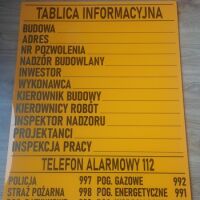 TABLICA INFORMACYJNA
BUDOWA
ADRES
NR POZWOLENIA
NADZÓR BUDOWLANY
INWESTOR
WYKONAWCA
KIEROWNIK BUDOWY
KIEROWNICY ROBÓT
INSPEKTOR NADZORU
PROJEKTANCI
INSPEKCJA PRACY
TELEFON ALARMOWY 112
POLICJA 997 POG. GAZOWE 992
STRAŻ POŻARNA 998 POG. ENERGETYCZNE 991